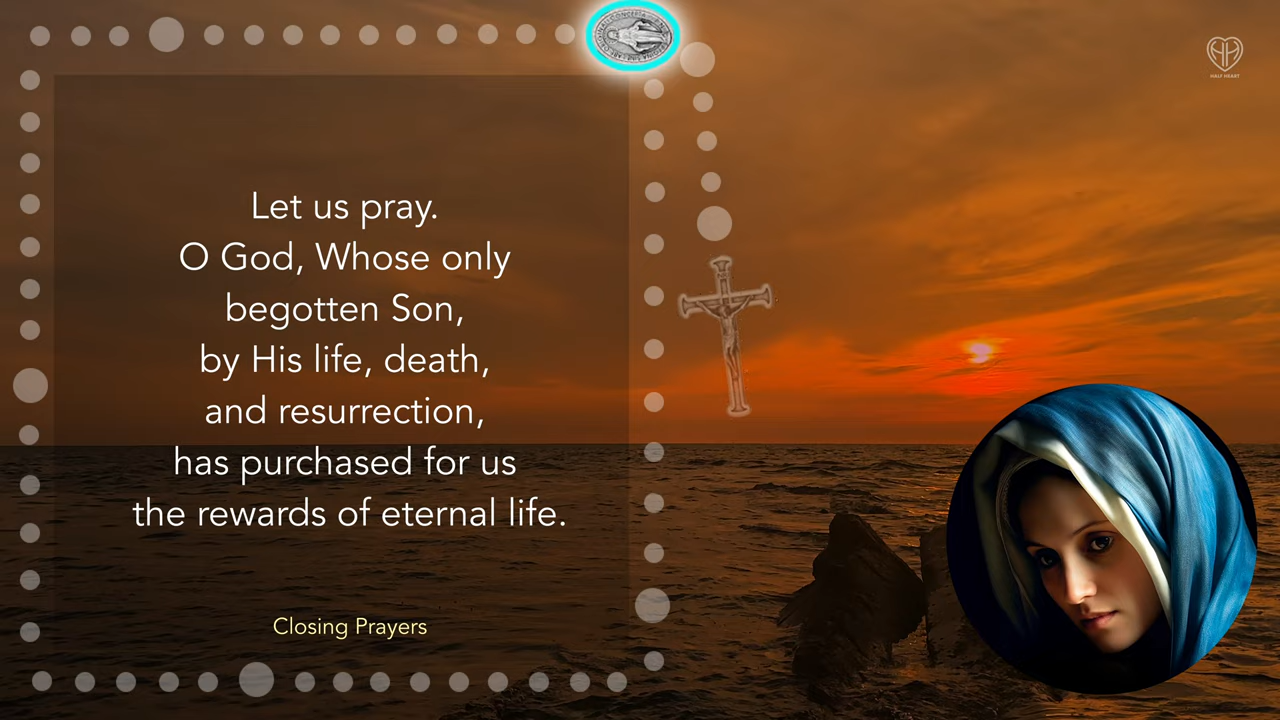 HALF HEART
Let us pray.
O God, Whose only
begotten Son,
by His life, death,
and resurrection,
has purchased for us
the rewards of eternal life.
Closing Prayers